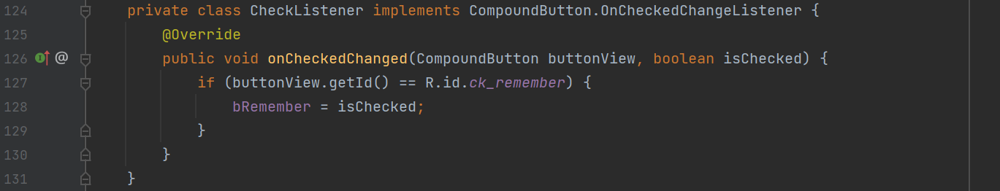 124 private class CheckListener implements CompoundButton.OnCheckedChangeListener {
125 @Override
126 @ public void onCheckedChanged(CompoundButton buttonView, boolean isChecked) {
127 if (buttonView.getId() == R.id.ck_remember) {
128 bRemember = isChecked;
129 }
130 }
131 }